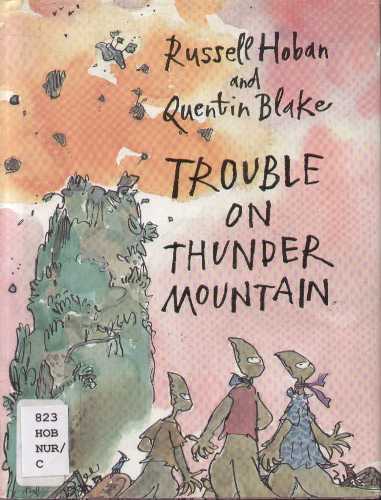 Russell Hoban
and
Quentin Blake
TROUBLE
ON
THUNDER
MOUNTAIN
823
HOB
NUR/
C